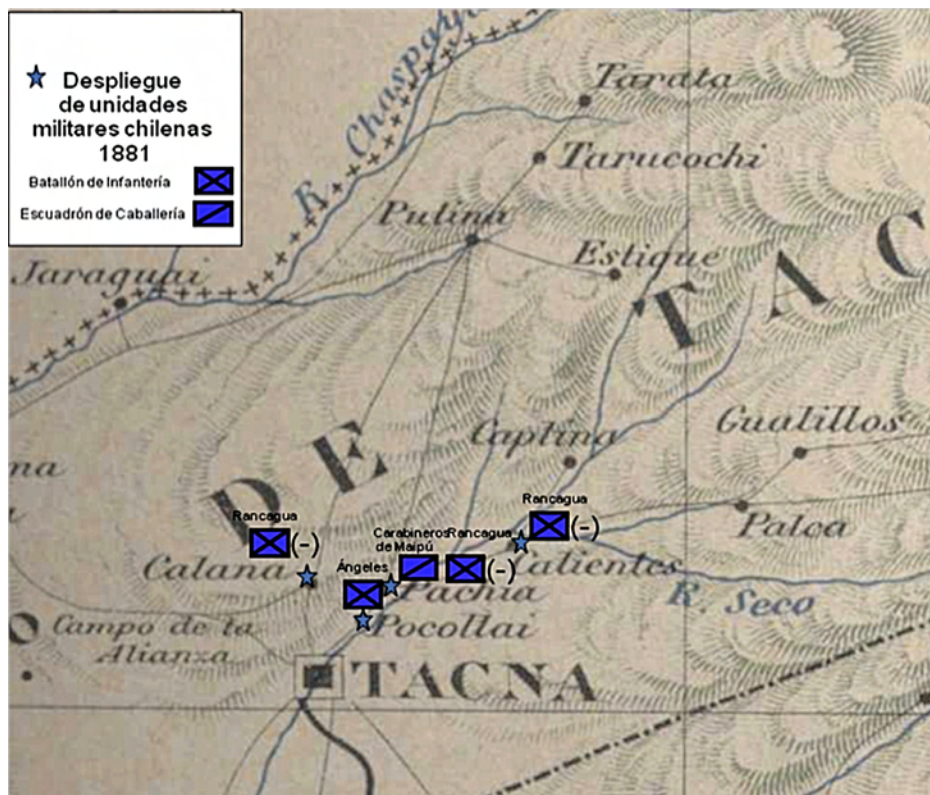 Despliegue
de unidades
militares chilenas
1881
Batallón de Infantería
Escuadrón de Caballería
R. Chaspaya
Tarata
Tarucochi
Putina
Estique
Jaraguai
TAC
DE
Caplina
Gualillos
Palca
Rancagua
(-)
Calana
Rancagua
(-)
Carabineros
de Maipú
Rancagua
(-)
Calientes
Ángeles
Pachia
R. Seco
Pocollai
Campo de la
Alianza
TACNA